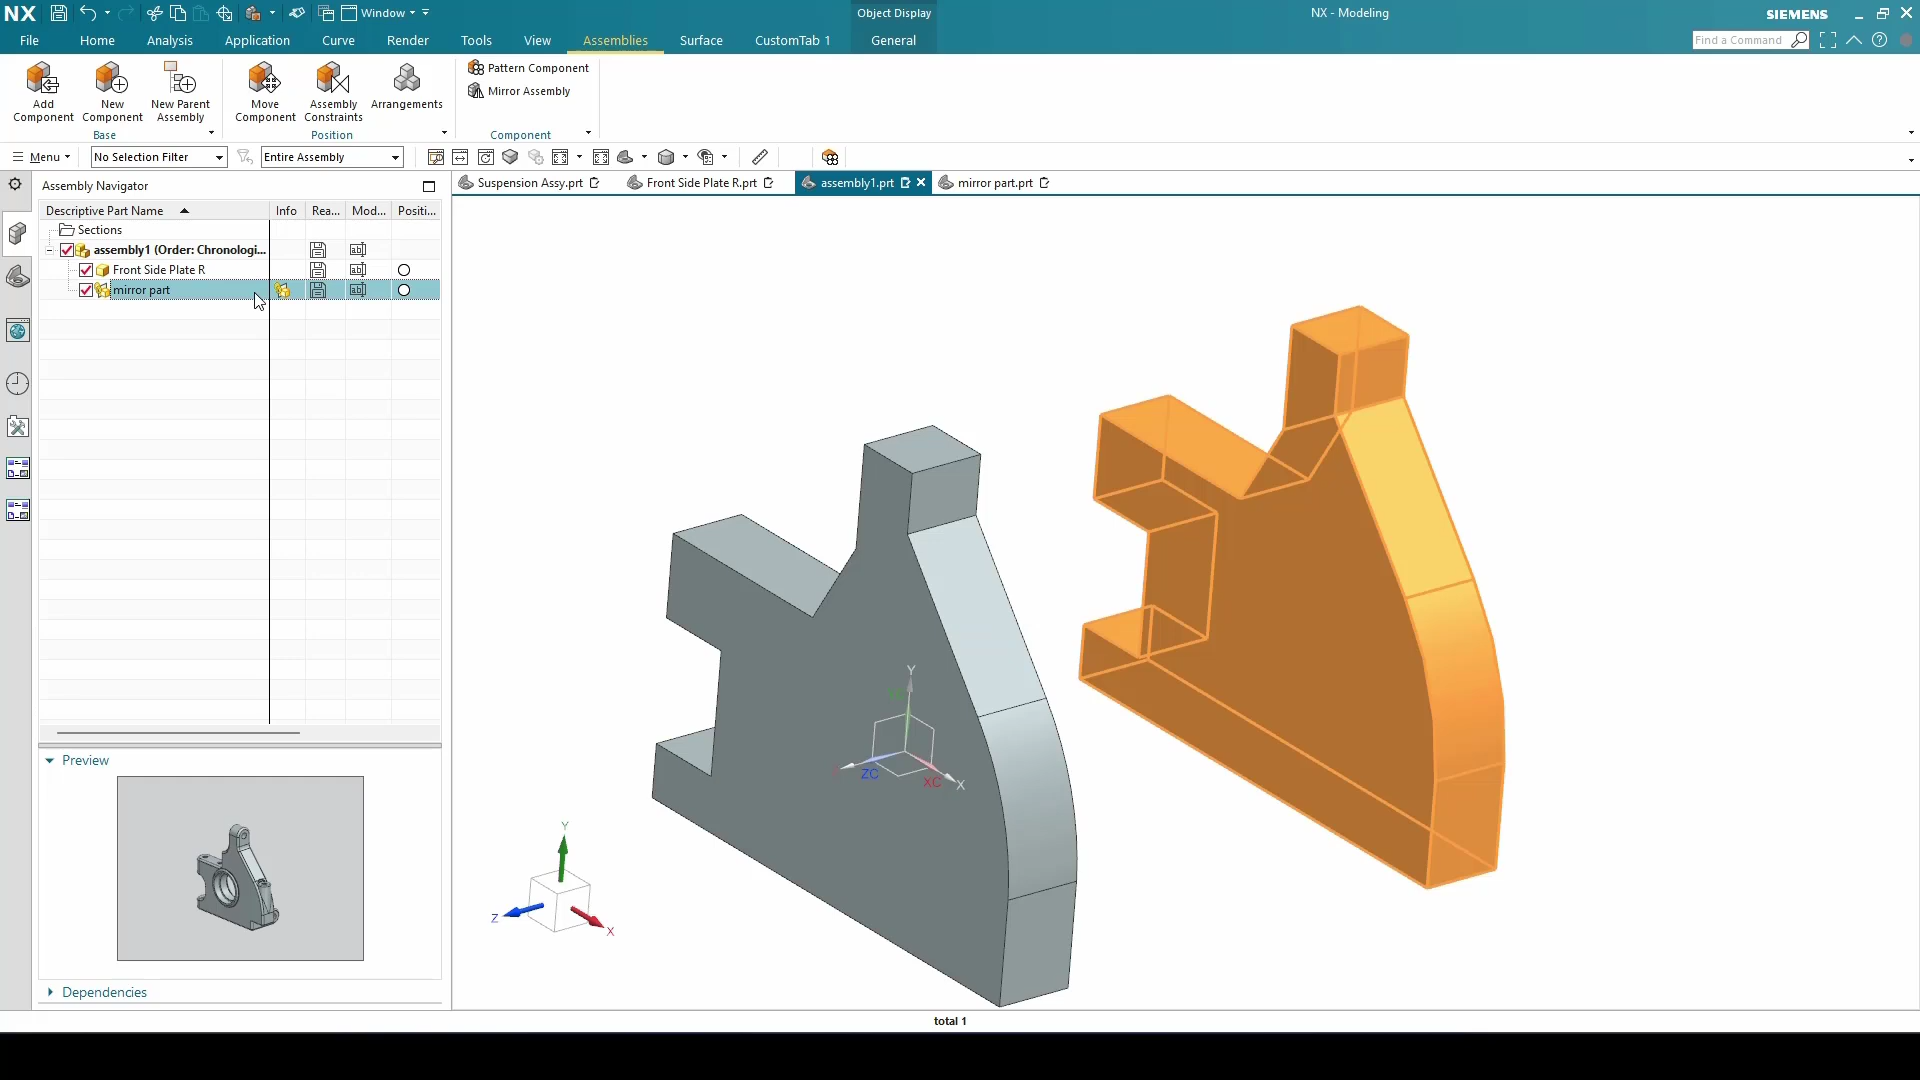 NX
Window
Object Display
NX - Modeling
SIEMENS
File
Home
Analysis
Application
Curve
Render
Tools
View
Assemblies
Surface
CustomTab 1
General
Find a Command
Add Component
New Component
New Parent Assembly
Move Component
Assembly Constraints
Arrangements
Pattern Component
Mirror Assembly
Base
Position
Component
Menu
No Selection Filter
Entire Assembly
Assembly Navigator
Suspension Assy.prt
Front Side Plate R.prt
assembly1.prt
mirror part.prt
Descriptive Part Name
Info
Rea...
Mod...
Positi...
Sections
assembly1 (Order: Chronologi...
Front Side Plate R
mirror part
Y
ZC
XC
X
Y
Z
X
Preview
Dependencies
total 1